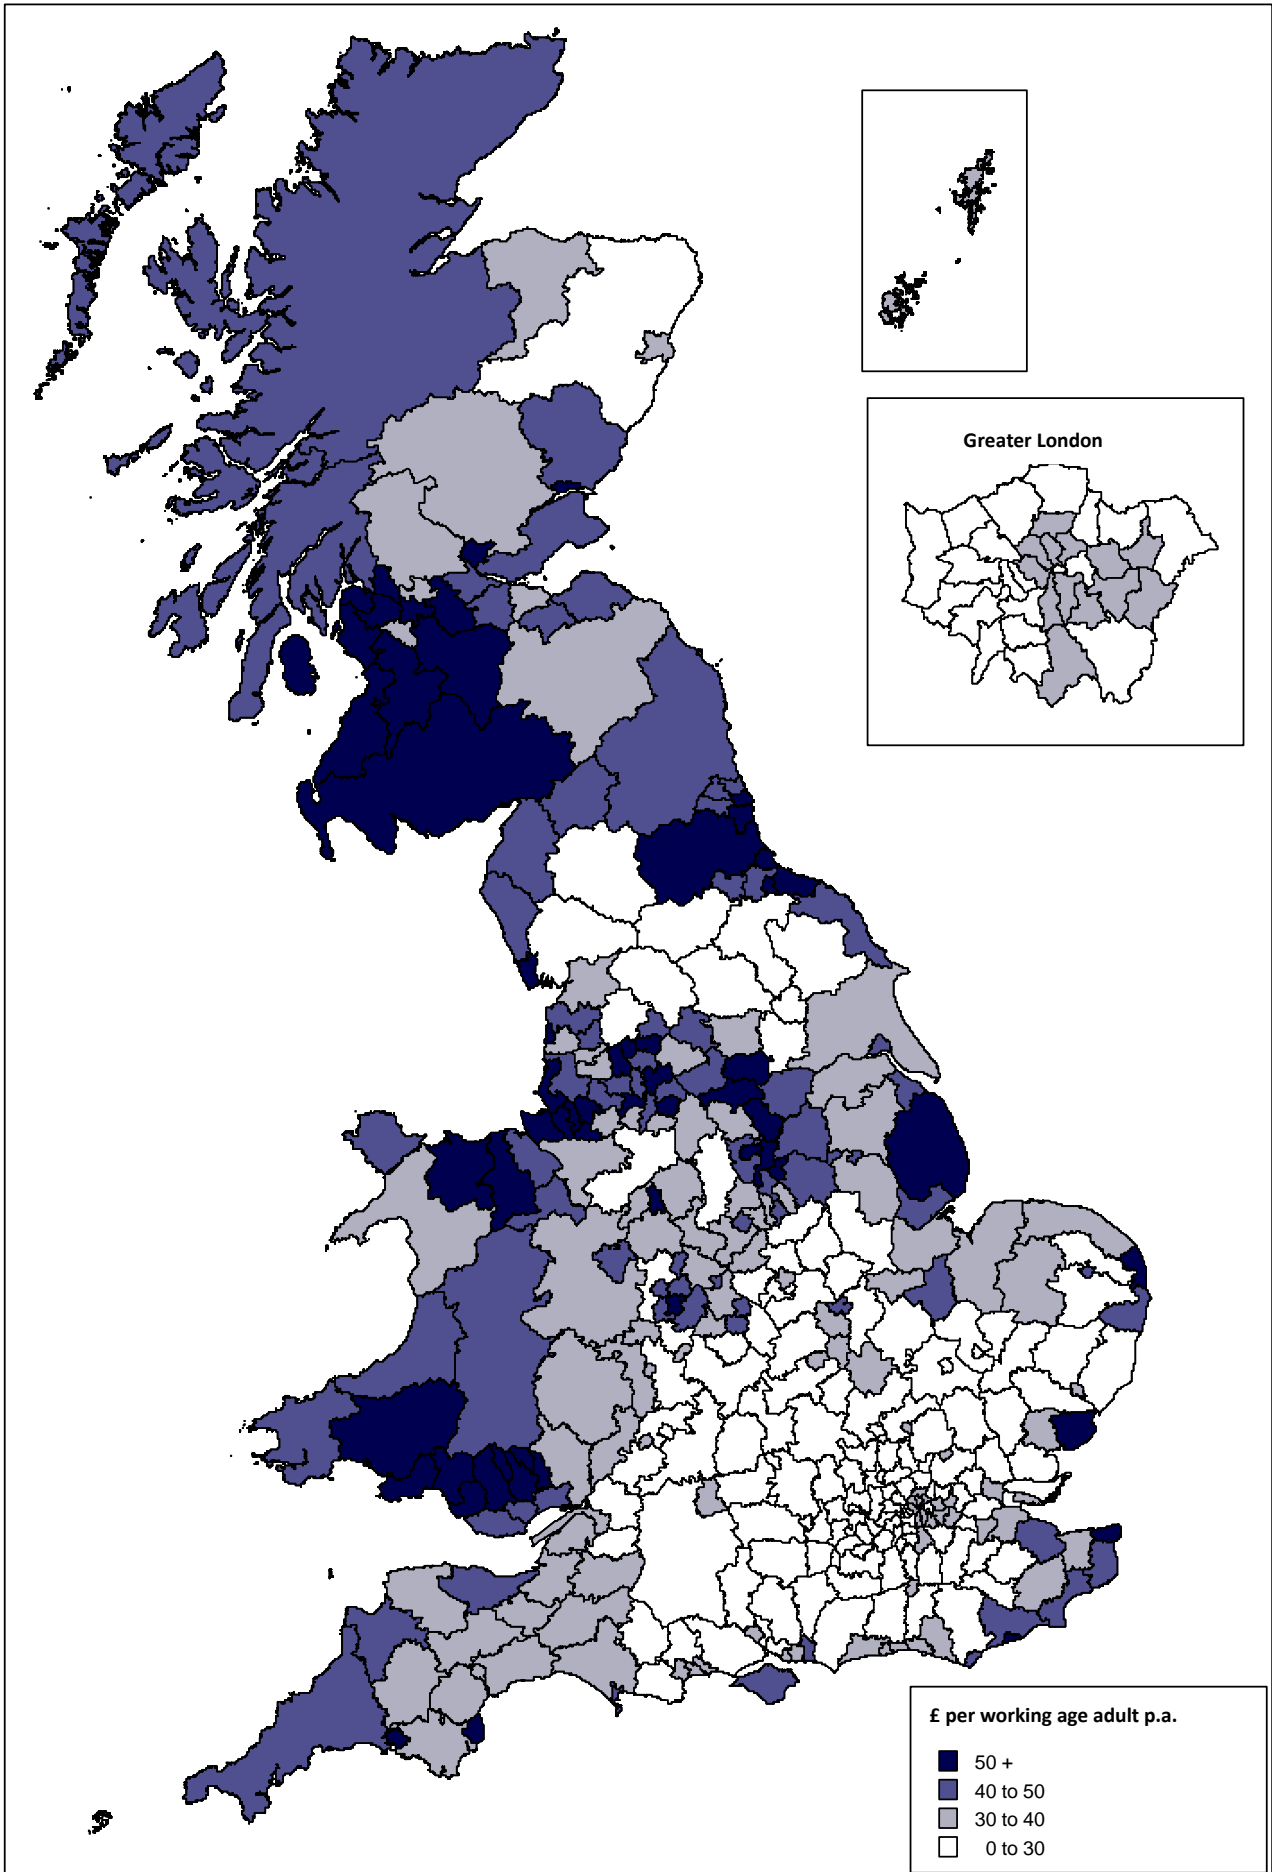 Greater London
£ per working age adult p.a.
50 +
40 to 50
30 to 40
0 to 30